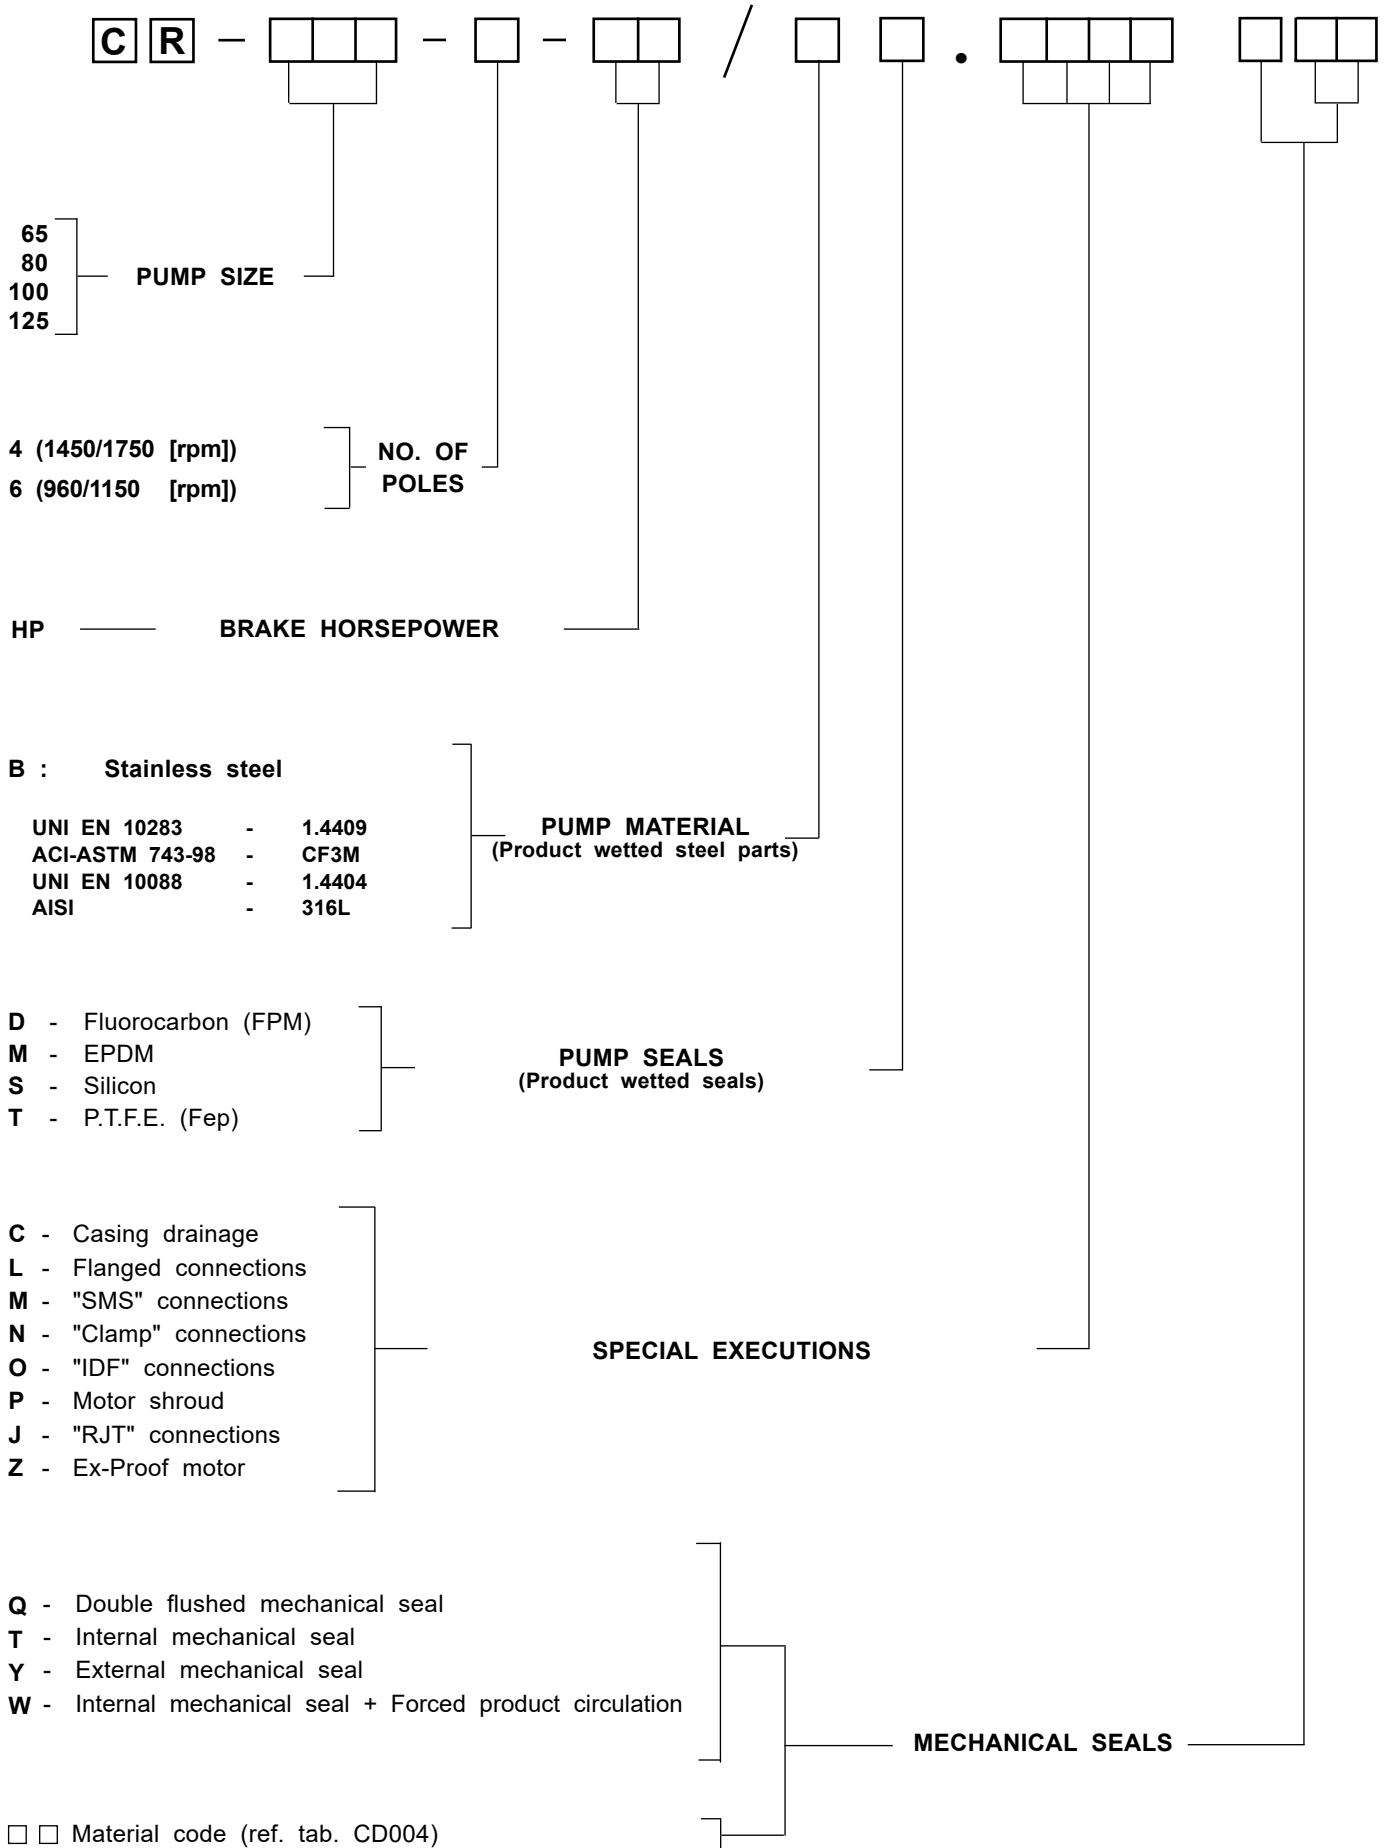 C R – – – / .
65
80
100
125
PUMP SIZE
4 (1450/1750 [rpm])
6 (960/1150 [rpm])
NO. OF
POLES
HP BRAKE HORSEPOWER
B : Stainless steel
UNI EN 10283 - 1.4409
ACI-ASTM 743-98 - CF3M
UNI EN 10088 - 1.4404
AISI - 316L
PUMP MATERIAL
(Product wetted steel parts)
D - Fluorocarbon (FPM)
M - EPDM
S - Silicon
T - P.T.F.E. (Fep)
PUMP SEALS
(Product wetted seals)
C - Casing drainage
L - Flanged connections
M - "SMS" connections
N - "Clamp" connections
O - "IDF" connections
P - Motor shroud
J - "RJT" connections
Z - Ex-Proof motor
SPECIAL EXECUTIONS
Q - Double flushed mechanical seal
T - Internal mechanical seal
Y - External mechanical seal
W - Internal mechanical seal + Forced product circulation
MECHANICAL SEALS
□ □ Material code (ref. tab. CD004)